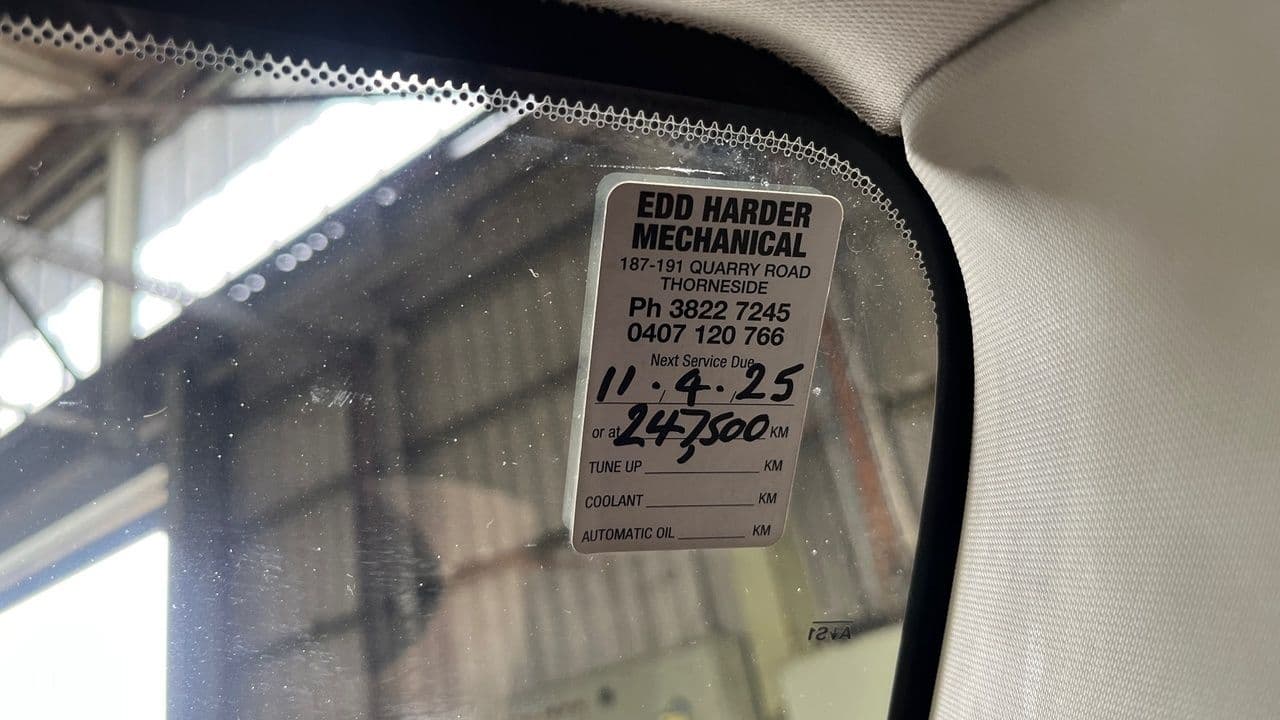 EDD HARDER
MECHANICAL
187-191 QUARRY ROAD
THORNESIDE
Ph 3822 7245
0407 120 766
Next Service Due
11.4.25
or at 247,500 KM
TUNE UP KM
COOLANT KM
AUTOMATIC OIL KM